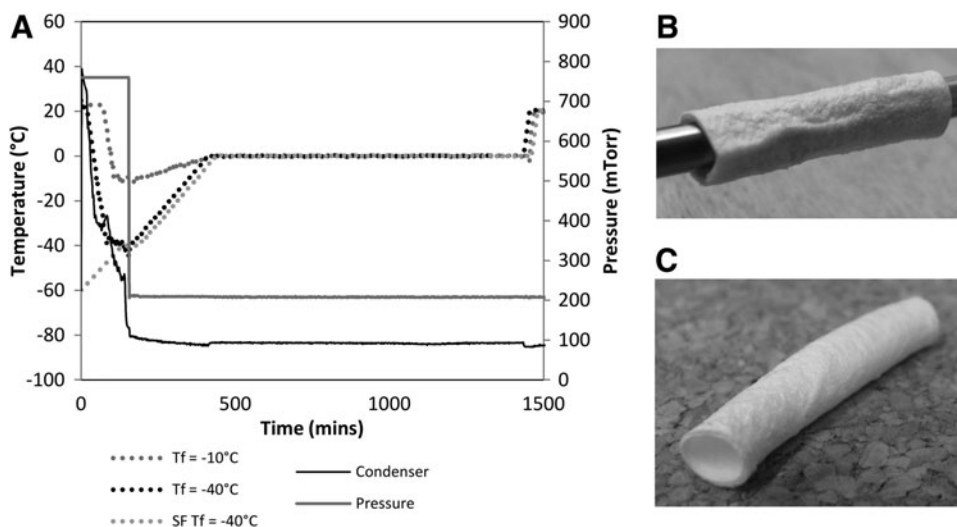 A
60
40
20
0
-20
-40
-60
-80
-100
Temperature (°C)
900
800
700
600
500
400
300
200
100
0
Pressure (mTorr)
0 500 1000 1500
Time (mins)
Tf = -10°C
Tf = -40°C
SF Tf = -40°C
Condenser
Pressure
B
C